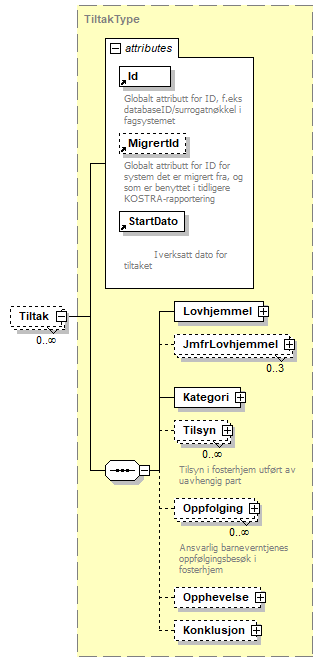 TiltakType
attributes
Id
Globalt attributt for ID, f.eks
databaseID/surrogatnøkkel i
fagsystemet
MigrertId
Globalt attributt for ID for
system det er migrert fra, og
som er benyttet i tidligere
KOSTRA-rapportering
StartDato
Iverksatt dato for
tiltaket
Tiltak
0..∞
Lovhjemmel
JmfrLovhjemmel
0..3
Kategori
Tilsyn
0..∞
Tilsyn i fosterhjem utført av
uavhengig part
Oppfolging
0..∞
Ansvarlig barneverntjenes
oppfølgingsbesøk i
fosterhjem
Opphevelse
Konklusjon